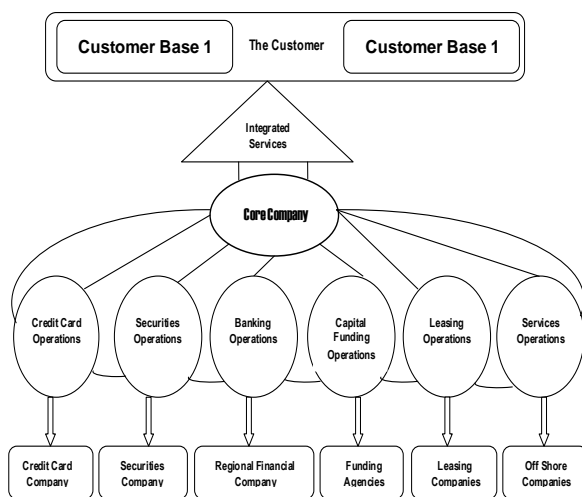 Customer Base 1
The Customer
Customer Base 1
Integrated
Services
Core Company
Credit Card
Operations
Securities
Operations
Banking
Operations
Capital
Funding
Operations
Leasing
Operations
Services
Operations
Credit Card
Company
Securities
Company
Regional Financial
Company
Funding
Agencies
Leasing
Companies
Off Shore
Companies